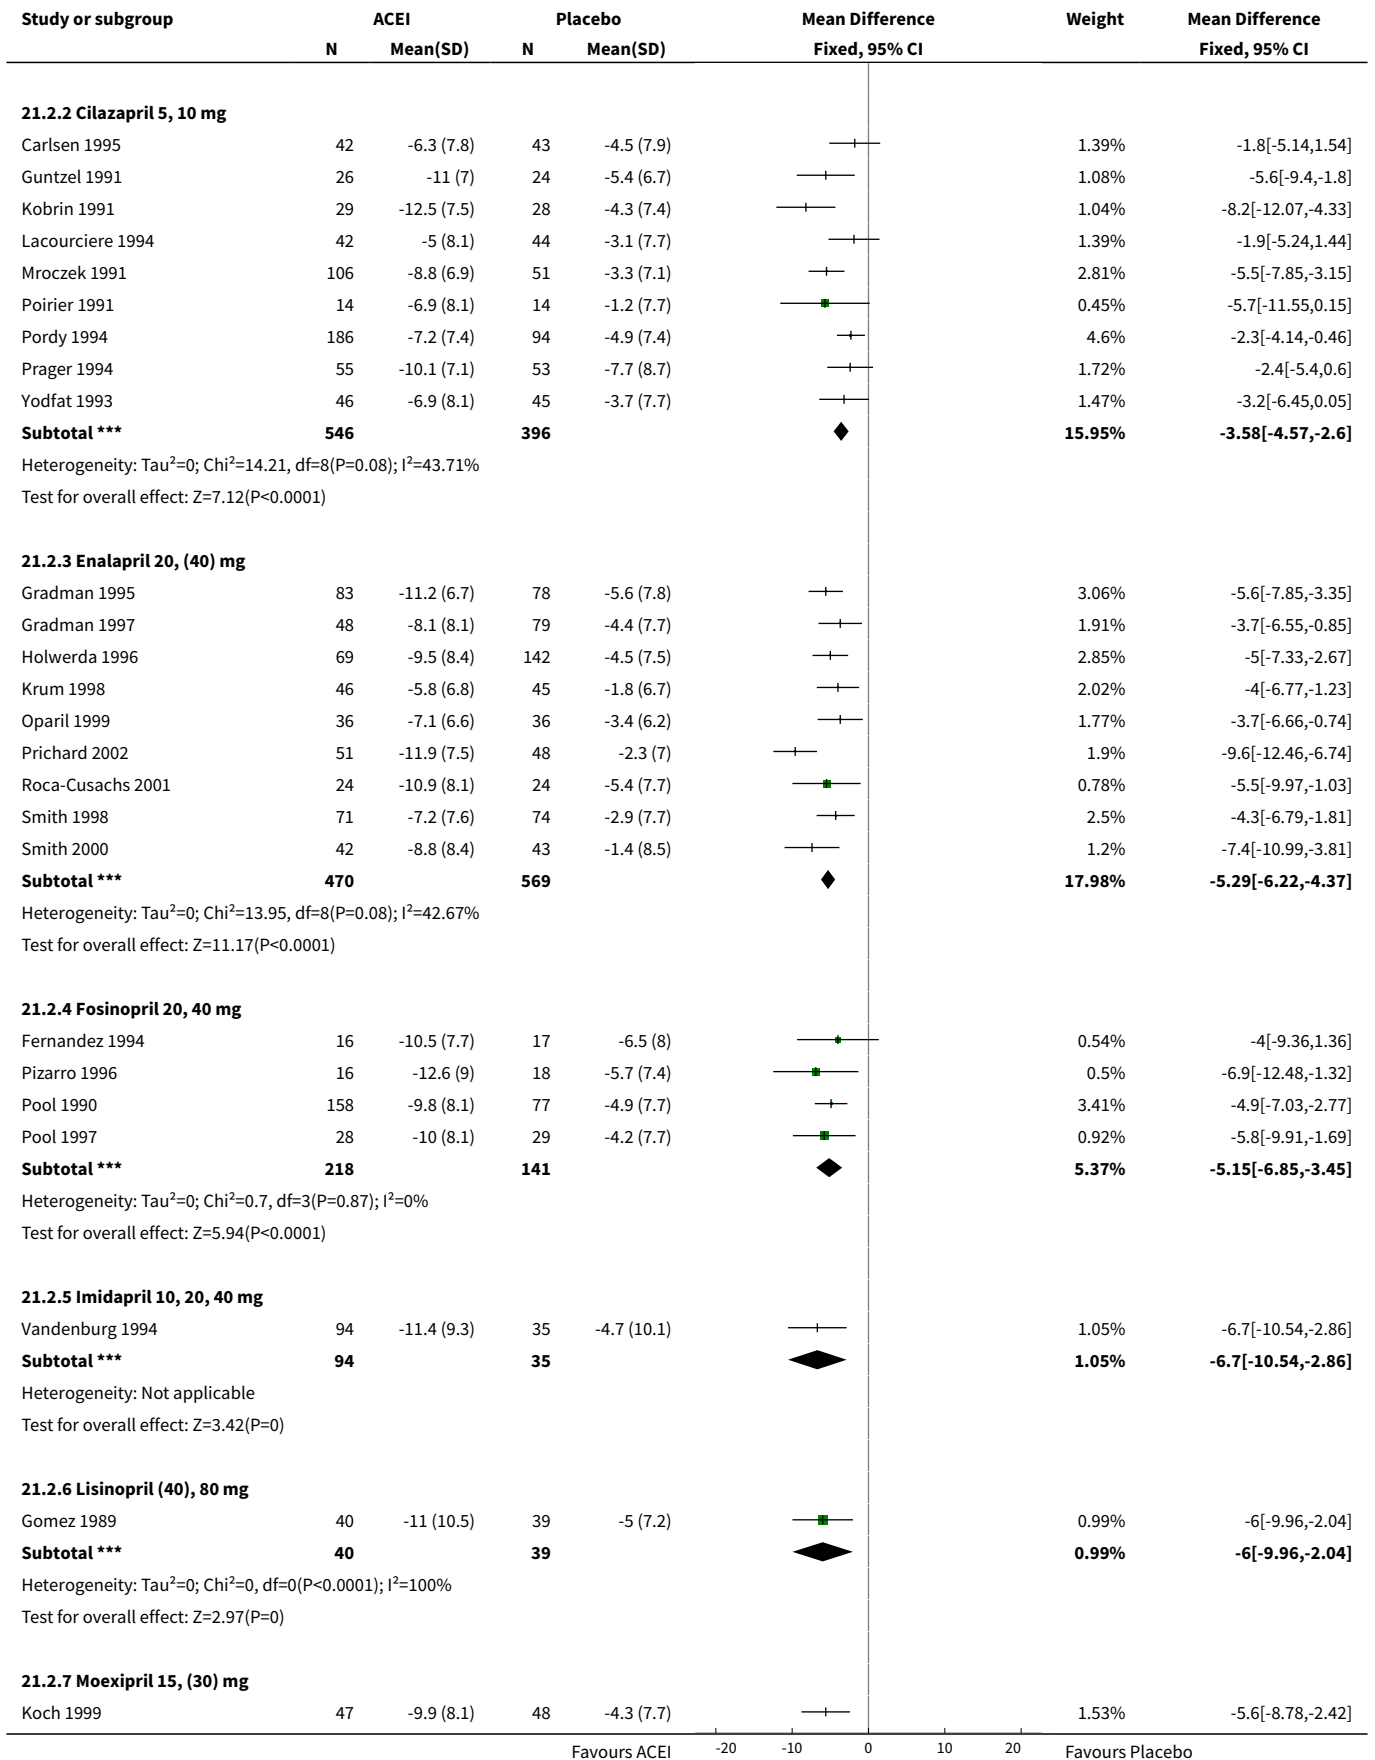 Study or subgroup ACEI Placebo Mean Difference Weight Mean Difference
N Mean(SD) N Mean(SD) Fixed, 95% CI Fixed, 95% CI
21.2.2 Cilazapril 5, 10 mg
Carlsen 1995 42 -6.3 (7.8) 43 -4.5 (7.9) 1.39% -1.8[-5.14,1.54]
Guntzel 1991 26 -11 (7) 24 -5.4 (6.7) 1.08% -5.6[-9.4,-1.8]
Kobrin 1991 29 -12.5 (7.5) 28 -4.3 (7.4) 1.04% -8.2[-12.07,-4.33]
Lacourciere 1994 42 -5 (8.1) 44 -3.1 (7.7) 1.39% -1.9[-5.24,1.44]
Mroczek 1991 106 -8.8 (6.9) 51 -3.3 (7.1) 2.81% -5.5[-7.85,-3.15]
Poirier 1991 14 -6.9 (8.1) 14 -1.2 (7.7) 0.45% -5.7[-11.55,0.15]
Pordy 1994 186 -7.2 (7.4) 94 -4.9 (7.4) 4.6% -2.3[-4.14,-0.46]
Prager 1994 55 -10.1 (7.1) 53 -7.7 (8.7) 1.72% -2.4[-5.4,0.6]
Yodfat 1993 46 -6.9 (8.1) 45 -3.7 (7.7) 1.47% -3.2[-6.45,0.05]
Subtotal *** 546 396 15.95% -3.58[-4.57,-2.6]
Heterogeneity: Tau²=0; Chi²=14.21, df=8(P=0.08); I²=43.71%
Test for overall effect: Z=7.12(P<0.0001)
21.2.3 Enalapril 20, (40) mg
Gradman 1995 83 -11.2 (6.7) 78 -5.6 (7.8) 3.06% -5.6[-7.85,-3.35]
Gradman 1997 48 -8.1 (8.1) 79 -4.4 (7.7) 1.91% -3.7[-6.55,-0.85]
Holwerda 1996 69 -9.5 (8.4) 142 -4.5 (7.5) 2.85% -5[-7.33,-2.67]
Krum 1998 46 -5.8 (6.8) 45 -1.8 (6.7) 2.02% -4[-6.77,-1.23]
Oparil 1999 36 -7.1 (6.6) 36 -3.4 (6.2) 1.77% -3.7[-6.66,-0.74]
Prichard 2002 51 -11.9 (7.5) 48 -2.3 (7) 1.9% -9.6[-12.46,-6.74]
Roca-Cusachs 2001 24 -10.9 (8.1) 24 -5.4 (7.7) 0.78% -5.5[-9.97,-1.03]
Smith 1998 71 -7.2 (7.6) 74 -2.9 (7.7) 2.5% -4.3[-6.79,-1.81]
Smith 2000 42 -8.8 (8.4) 43 -1.4 (8.5) 1.2% -7.4[-10.99,-3.81]
Subtotal *** 470 569 17.98% -5.29[-6.22,-4.37]
Heterogeneity: Tau²=0; Chi²=13.95, df=8(P=0.08); I²=42.67%
Test for overall effect: Z=11.17(P<0.0001)
21.2.4 Fosinopril 20, 40 mg
Fernandez 1994 16 -10.5 (7.7) 17 -6.5 (8) 0.54% -4[-9.36,1.36]
Pizarro 1996 16 -12.6 (9) 18 -5.7 (7.4) 0.5% -6.9[-12.48,-1.32]
Pool 1990 158 -9.8 (8.1) 77 -4.9 (7.7) 3.41% -4.9[-7.03,-2.77]
Pool 1997 28 -10 (8.1) 29 -4.2 (7.7) 0.92% -5.8[-9.91,-1.69]
Subtotal *** 218 141 5.37% -5.15[-6.85,-3.45]
Heterogeneity: Tau²=0; Chi²=0.7, df=3(P=0.87); I²=0%
Test for overall effect: Z=5.94(P<0.0001)
21.2.5 Imidapril 10, 20, 40 mg
Vandenburg 1994 94 -11.4 (9.3) 35 -4.7 (10.1) 1.05% -6.7[-10.54,-2.86]
Subtotal *** 94 35 1.05% -6.7[-10.54,-2.86]
Heterogeneity: Not applicable
Test for overall effect: Z=3.42(P=0)
21.2.6 Lisinopril (40), 80 mg
Gomez 1989 40 -11 (10.5) 39 -5 (7.2) 0.99% -6[-9.96,-2.04]
Subtotal *** 40 39 0.99% -6[-9.96,-2.04]
Heterogeneity: Tau²=0; Chi²=0, df=0(P<0.0001); I²=100%
Test for overall effect: Z=2.97(P=0)
21.2.7 Moexipril 15, (30) mg
Koch 1999 47 -9.9 (8.1) 48 -4.3 (7.7) 1.53% -5.6[-8.78,-2.42]
Favours ACEI -20 -10 0 10 20 Favours Placebo